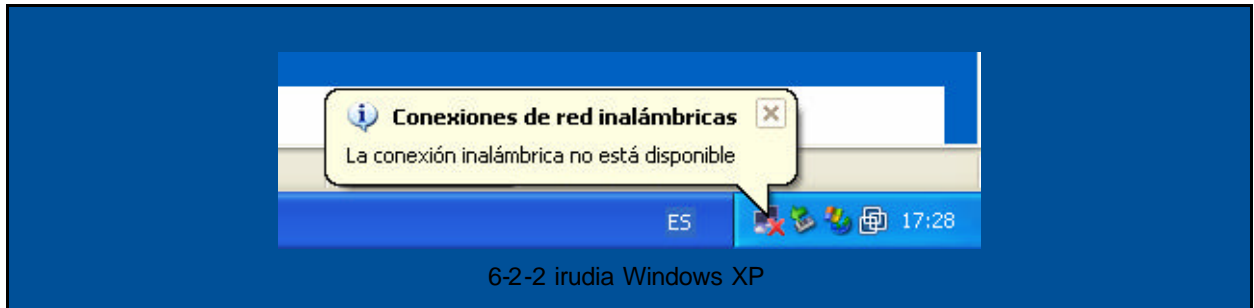 Conexiones de red inalámbricas
La conexión inalámbrica no está disponible
ES 17:28
6-2-2 irudia Windows XP